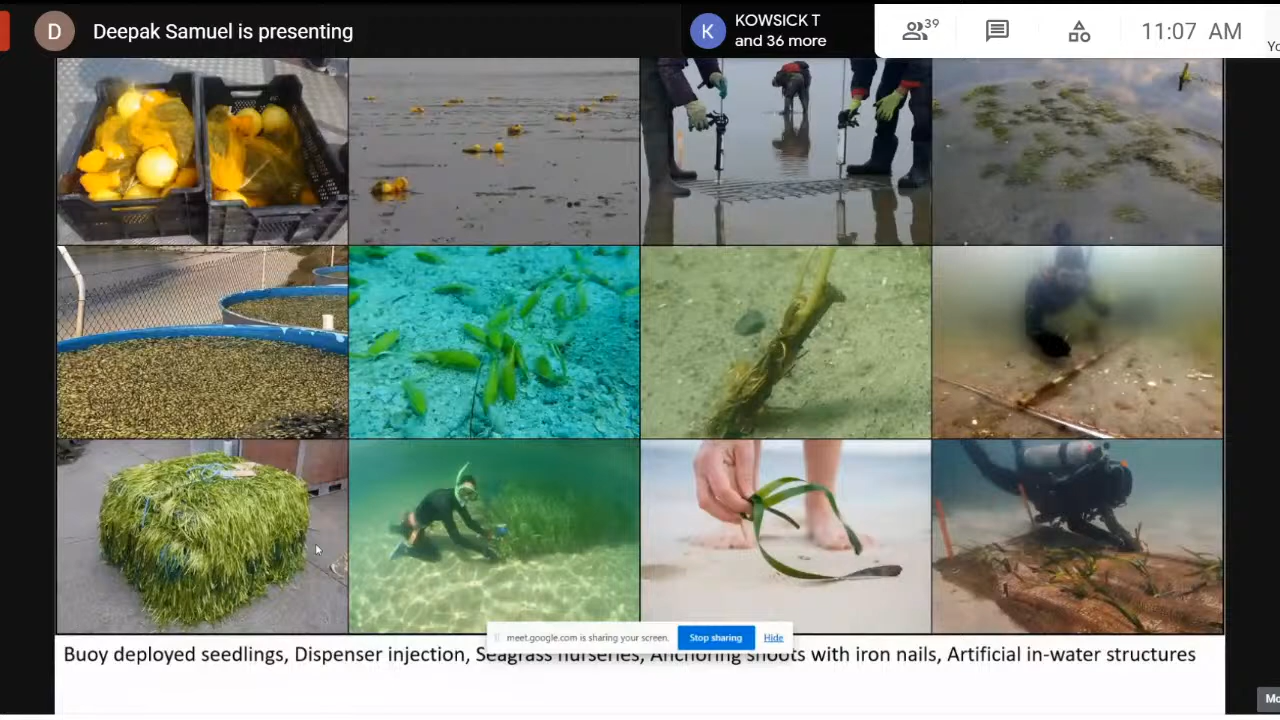 D Deepak Samuel is presenting
K KOWSICK T
and 36 more
39
11:07 AM
meet.google.com is sharing your screen. Stop sharing Hide
Buoy deployed seedlings, Dispenser injection, Seagrass nurseries, Anchoring shoots with iron nails, Artificial in-water structures